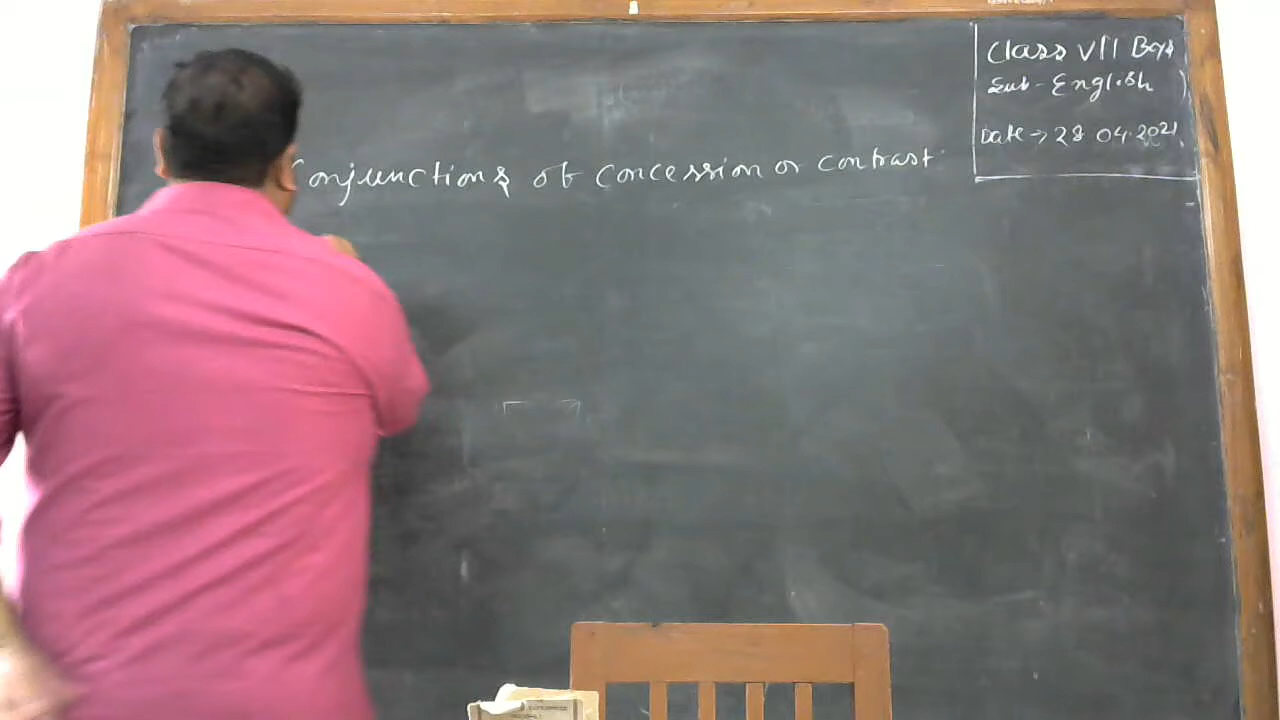 Class VII Boys
Sub - English
Date → 28 04.2021
Conjunctions of concession or contrast